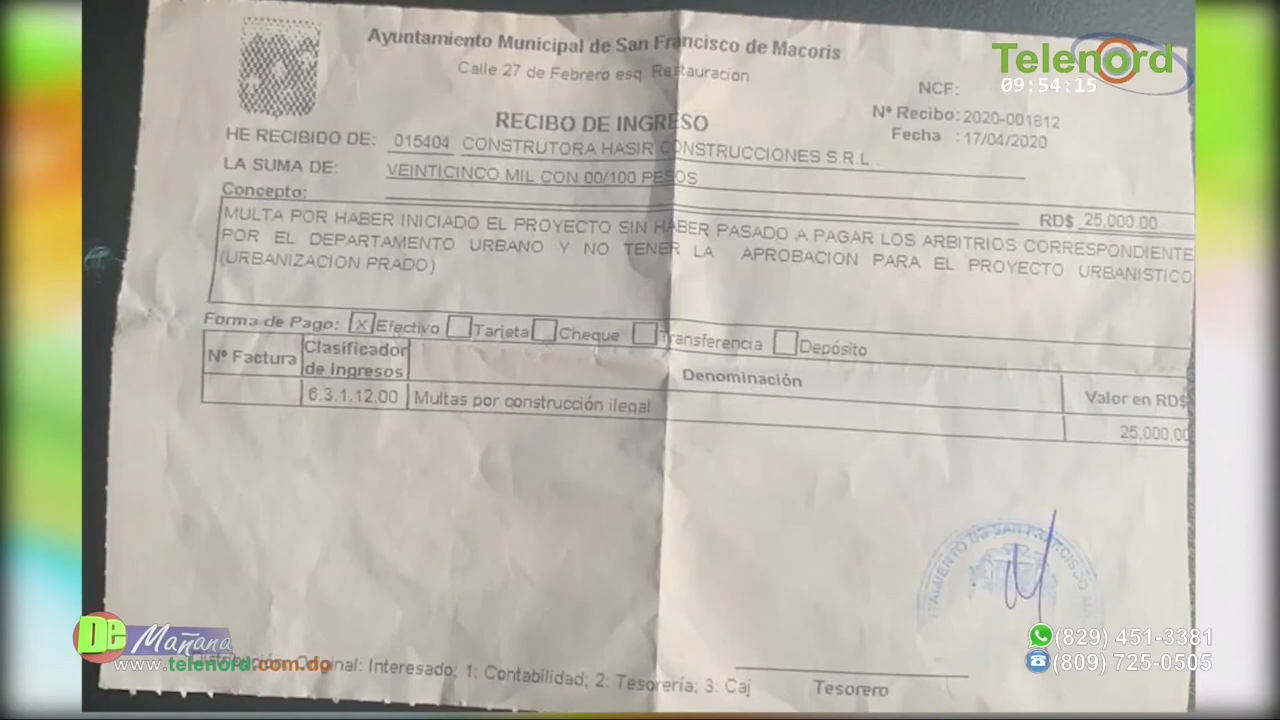 Ayuntamiento Municipal de San Francisco de Macoris
Calle 27 de Febrero esq. Restauracion
Telenord
09:54:15
NCF:
Nº Recibo: 2020-001812
Fecha : 17/04/2020
RECIBO DE INGRESO
HE RECIBIDO DE: 015404 CONSTRUTORA HASIR CONSTRUCCIONES S.R.L .
LA SUMA DE: VEINTICINCO MIL CON 00/100 PESOS
Concepto: RD$ 25,000.00
MULTA POR HABER INICIADO EL PROYECTO SIN HABER PASADO A PAGAR LOS ARBITRIOS CORRESPONDIENTE
POR EL DEPARTAMENTO URBANO Y NO TENER LA APROBACION PARA EL PROYECTO URBANISTICO
(URBANIZACION PRADO)
Forma de Pago: X Efectivo Tarjeta Cheque Transferencia Depósito
Nº Factura Clasificador de Ingresos Denominación Valor en RD$
6.3.1.12.00 Multas por construcción ilegal 25,000.00
TAMIENTO DE SAN FRANCISCO
De Mañana
www.telenord.com.do
(829) 451-3381
(809) 725-0505
Original: Interesado; 1: Contabilidad; 2: Tesorería; 3: Caj
Tesorero